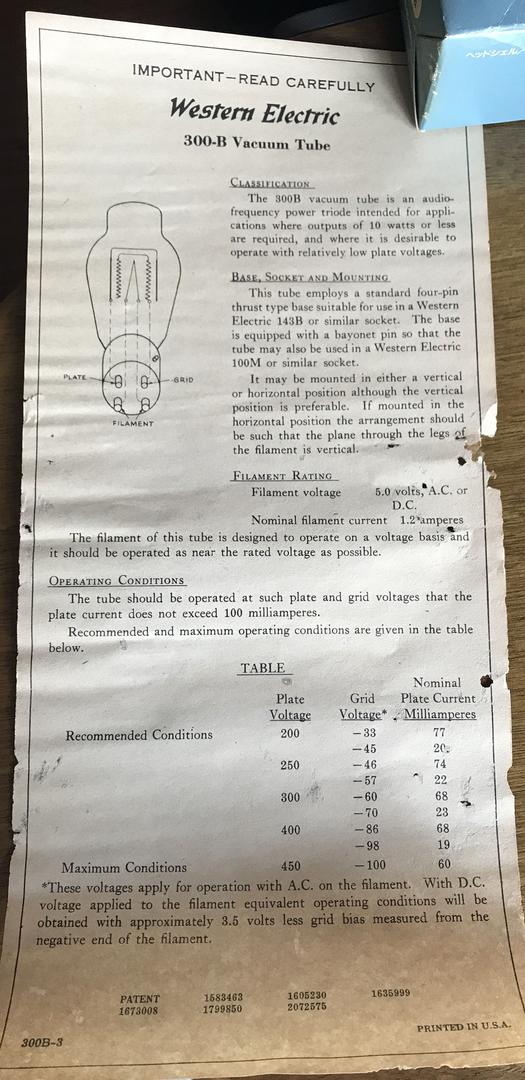 ヘッドシェル
IMPORTANT—READ CAREFULLY
Western Electric
300-B Vacuum Tube
CLASSIFICATION
The 300B vacuum tube is an audio-
frequency power triode intended for appli-
cations where outputs of 10 watts or less
are required, and where it is desirable to
operate with relatively low plate voltages.
BASE, SOCKET AND MOUNTING
This tube employs a standard four-pin
thrust type base suitable for use in a Western
Electric 143B or similar socket. The base
is equipped with a bayonet pin so that the
tube may also be used in a Western Electric
100M or similar socket.
It may be mounted in either a vertical
or horizontal position although the vertical
position is preferable. If mounted in the
horizontal position the arrangement should
be such that the plane through the legs of
the filament is vertical.
PLATE
GRID
FILAMENT
FILAMENT RATING
Filament voltage 5.0 volts, A.C. or
D.C.
Nominal filament current 1.2 amperes
The filament of this tube is designed to operate on a voltage basis and
it should be operated as near the rated voltage as possible.
OPERATING CONDITIONS
The tube should be operated at such plate and grid voltages that the
plate current does not exceed 100 milliamperes.
Recommended and maximum operating conditions are given in the table
below.
TABLE
Nominal
Plate Grid Plate Current
Voltage Voltage* Milliamperes
Recommended Conditions 200 —33 77
—45 20
250 —46 74
—57 22
300 —60 68
—70 23
400 —86 68
—98 19
Maximum Conditions 450 —100 60
*These voltages apply for operation with A.C. on the filament. With D.C.
voltage applied to the filament equivalent operating conditions will be
obtained with approximately 3.5 volts less grid bias measured from the
negative end of the filament.
PATENT 1583463 1605230 1635999
1673008 1799850 2072575
300B-3
PRINTED IN U.S.A.